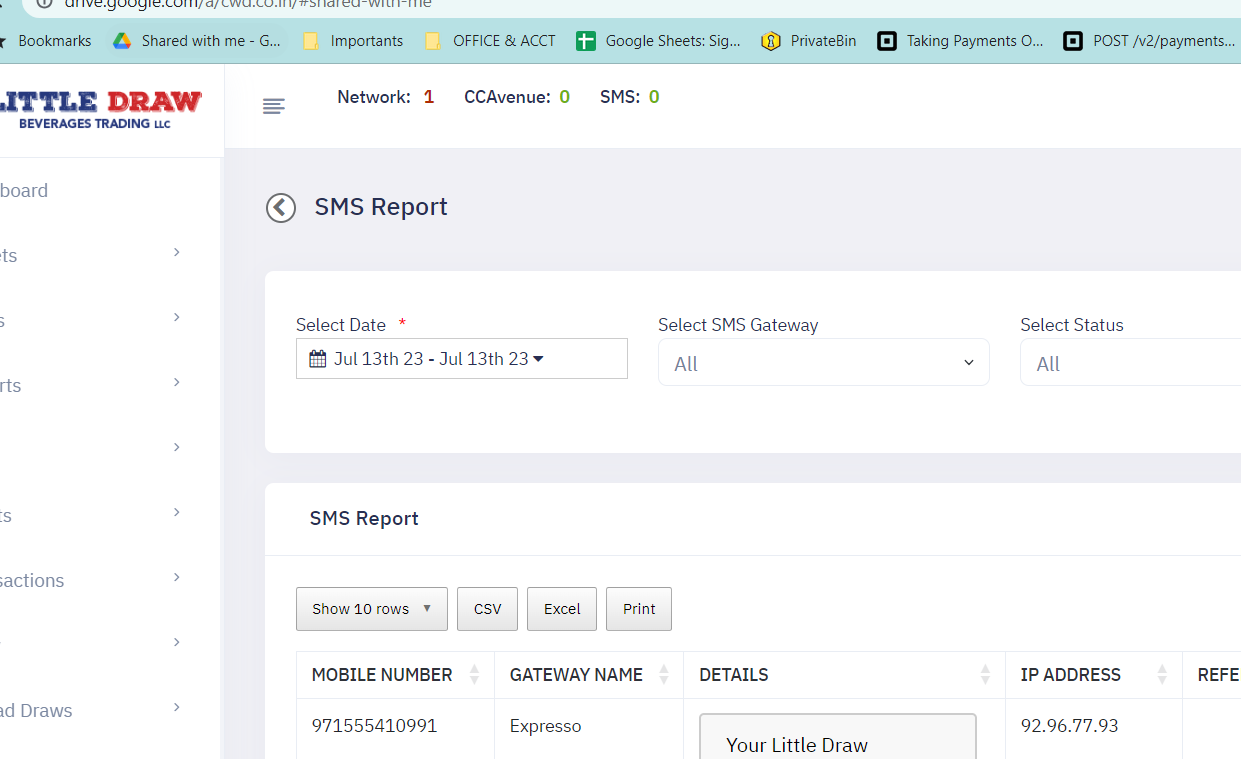 drive.google.com/a/cwd.co.in/#shared-with-me
Bookmarks Shared with me - G... Importants OFFICE & ACCT Google Sheets: Sig... PrivateBin Taking Payments O... POST /v2/payments...
LITTLE DRAW
BEVERAGES TRADING LLC
Network: 1 CCAvenue: 0 SMS: 0
board
SMS Report
ts
s
rts
ts
sactions
ad Draws
Select Date * Select SMS Gateway Select Status
Jul 13th 23 - Jul 13th 23 All All
SMS Report
Show 10 rows CSV Excel Print
MOBILE NUMBER GATEWAY NAME DETAILS IP ADDRESS REFE
971555410991 Expresso Your Little Draw 92.96.77.93